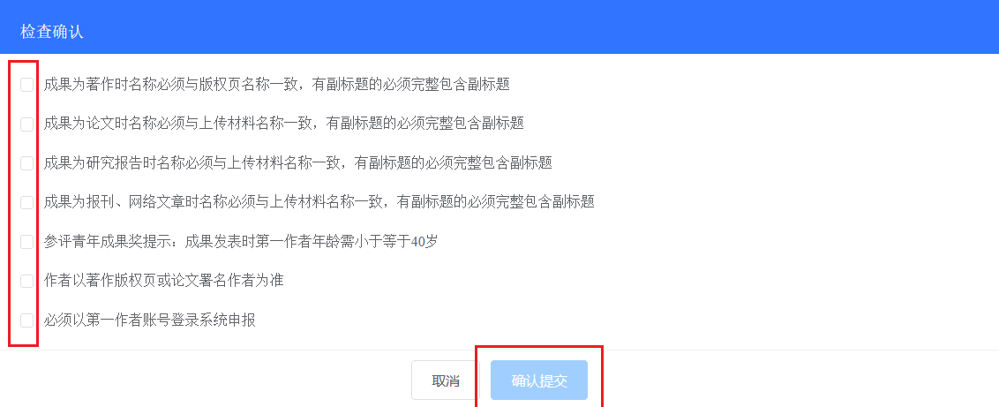 检查确认
成果为著作时名称必须与版权页名称一致，有副标题的必须完整包含副标题
成果为论文时名称必须与上传材料名称一致，有副标题的必须完整包含副标题
成果为研究报告时名称必须与上传材料名称一致，有副标题的必须完整包含副标题
成果为报刊、网络文章时名称必须与上传材料名称一致，有副标题的必须完整包含副标题
参评青年成果奖提示：成果发表时第一作者年龄需小于等于40岁
作者以著作版权页或论文署名作者为准
必须以第一作者账号登录系统申报
取消 确认提交